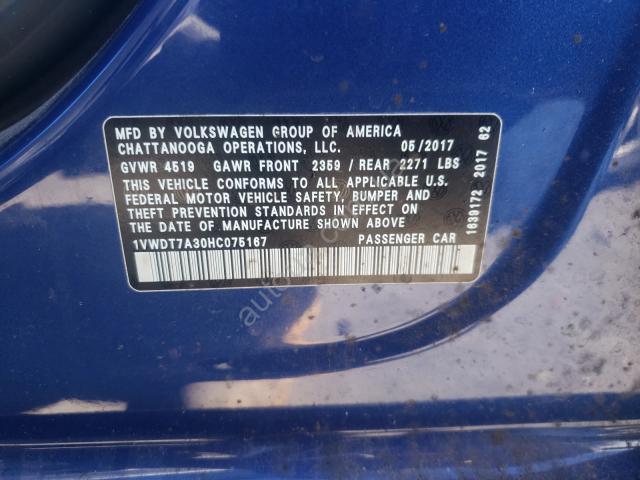 MFD BY VOLKSWAGEN GROUP OF AMERICA
CHATTANOOGA OPERATIONS, LLC. 05/2017
GVWR 4519 GAWR FRONT 2359 / REAR 2271 LBS
THIS VEHICLE CONFORMS TO ALL APPLICABLE U.S.
FEDERAL MOTOR VEHICLE SAFETY, BUMPER AND
THEFT PREVENTION STANDARDS IN EFFECT ON
THE DATE OF MANUFACTURE SHOWN ABOVE
1VWDT7A30HC075167 PASSENGER CAR
1639172 2017 62